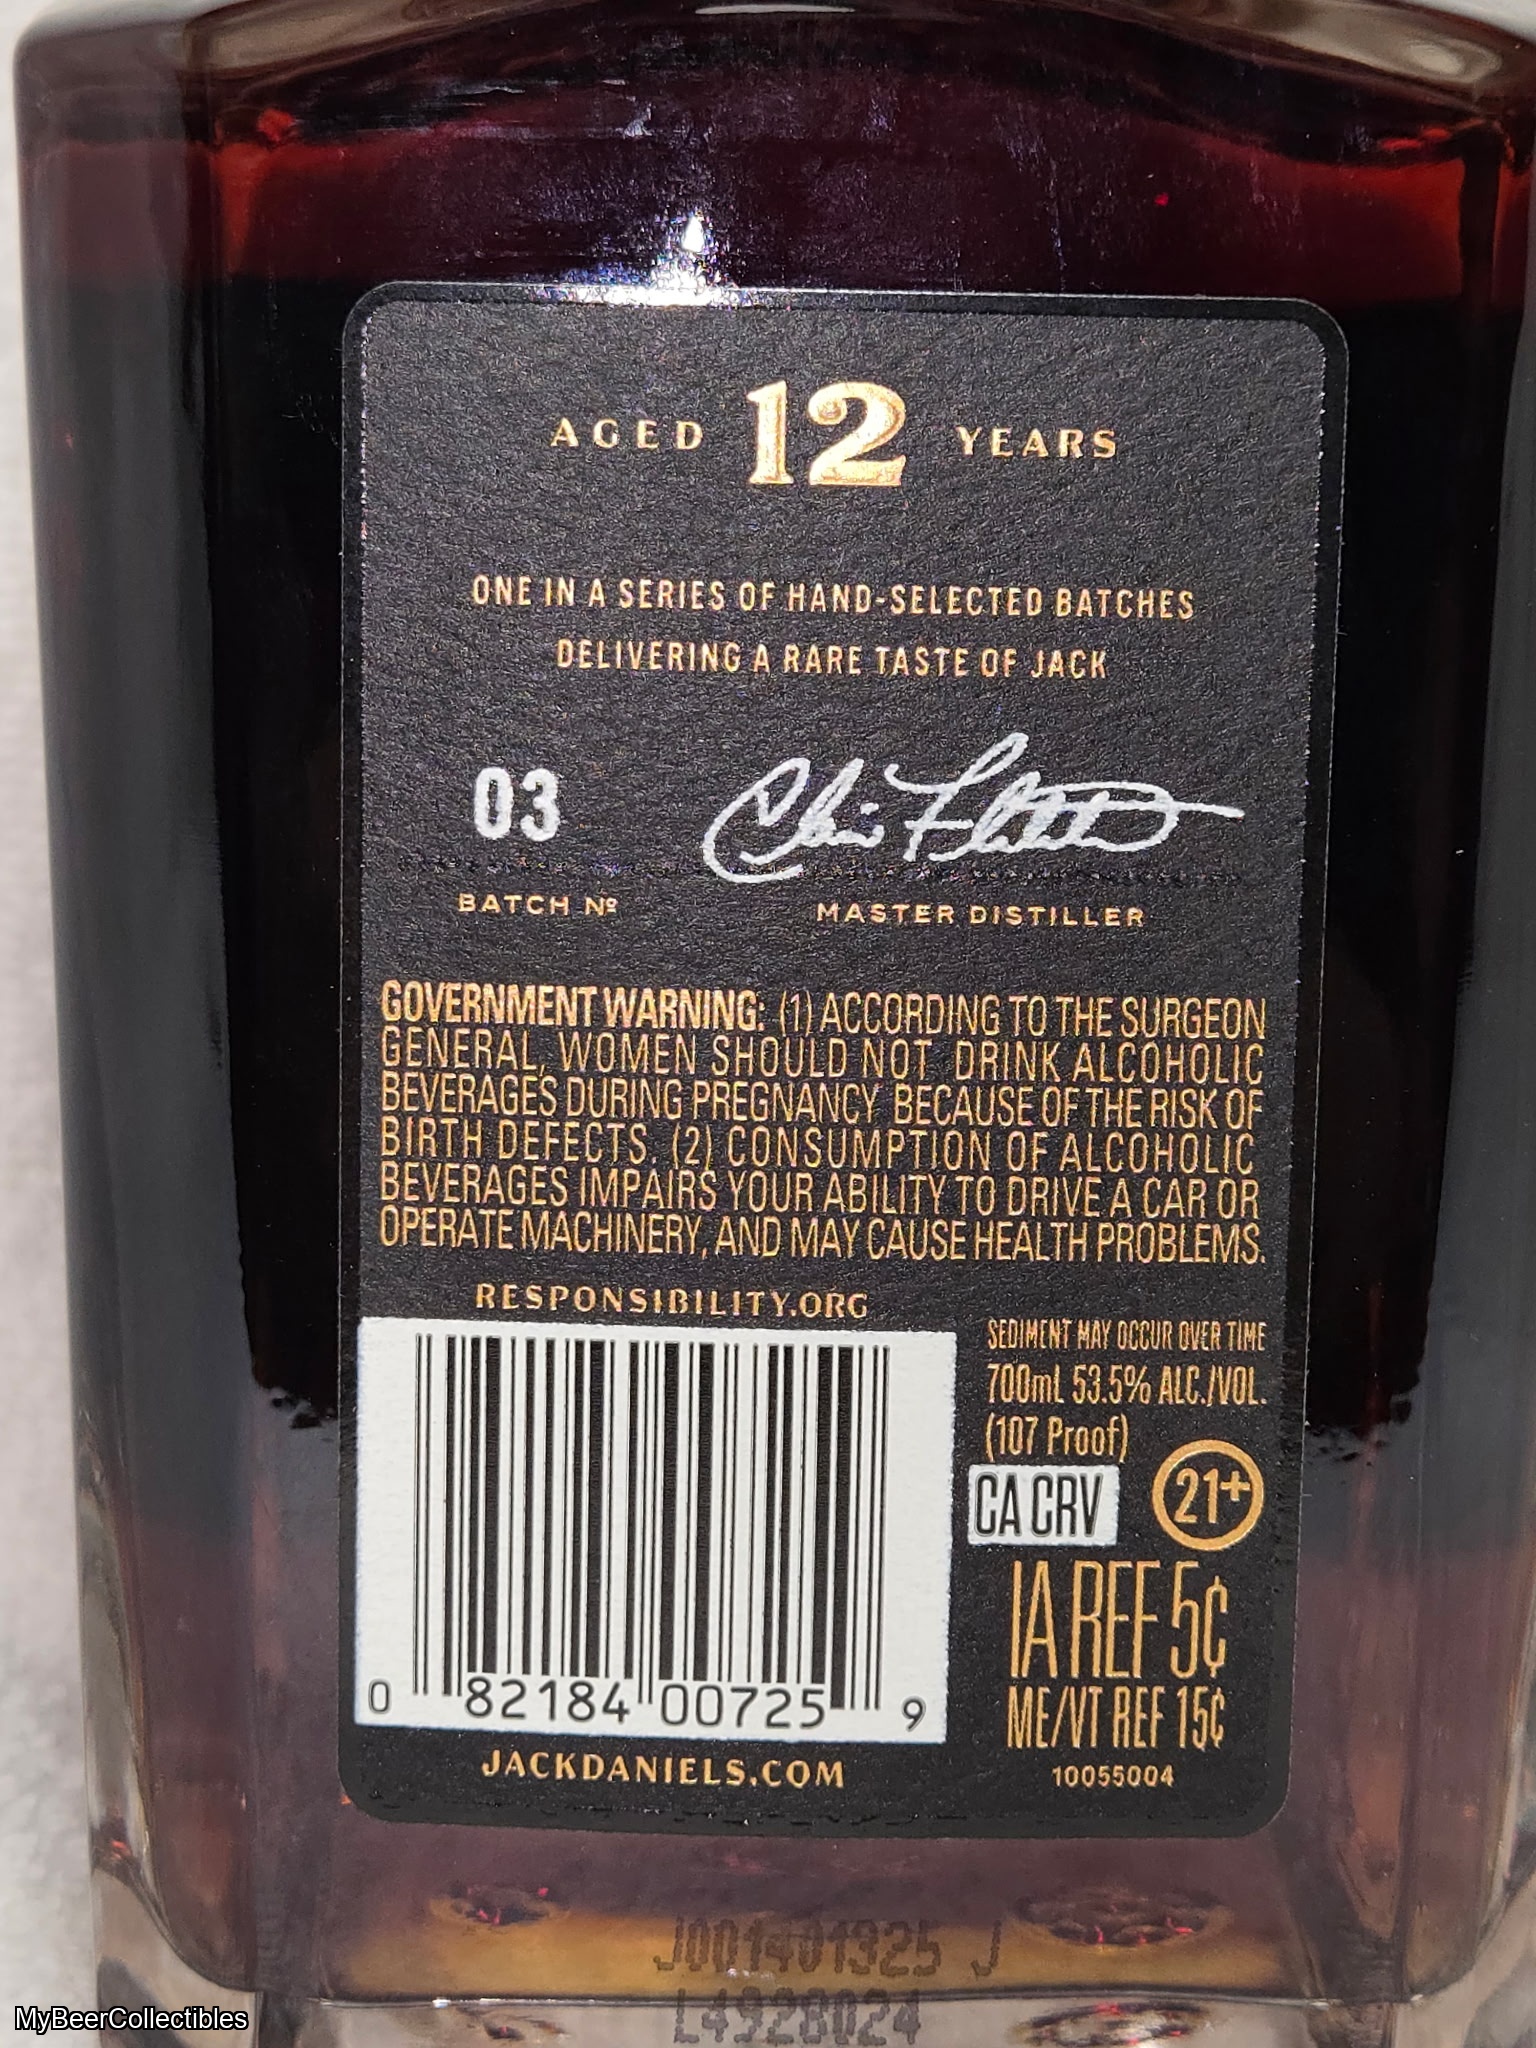 AGED 12 YEARS
ONE IN A SERIES OF HAND-SELECTED BATCHES
DELIVERING A RARE TASTE OF JACK
03
Chris Fletcher
BATCH Nº
MASTER DISTILLER
GOVERNMENT WARNING: (1) ACCORDING TO THE SURGEON
GENERAL, WOMEN SHOULD NOT DRINK ALCOHOLIC
BEVERAGES DURING PREGNANCY BECAUSE OF THE RISK OF
BIRTH DEFECTS. (2) CONSUMPTION OF ALCOHOLIC
BEVERAGES IMPAIRS YOUR ABILITY TO DRIVE A CAR OR
OPERATE MACHINERY, AND MAY CAUSE HEALTH PROBLEMS.
RESPONSIBILITY.ORG
SEDIMENT MAY OCCUR OVER TIME
700mL 53.5% ALC./VOL.
(107 Proof)
CA CRV
21+
IA REF 5¢
ME/VT REF 15¢
10055004
0 82184 00725 9
JACKDANIELS.COM
J001401325 J
L4928024
MyBeerCollectibles